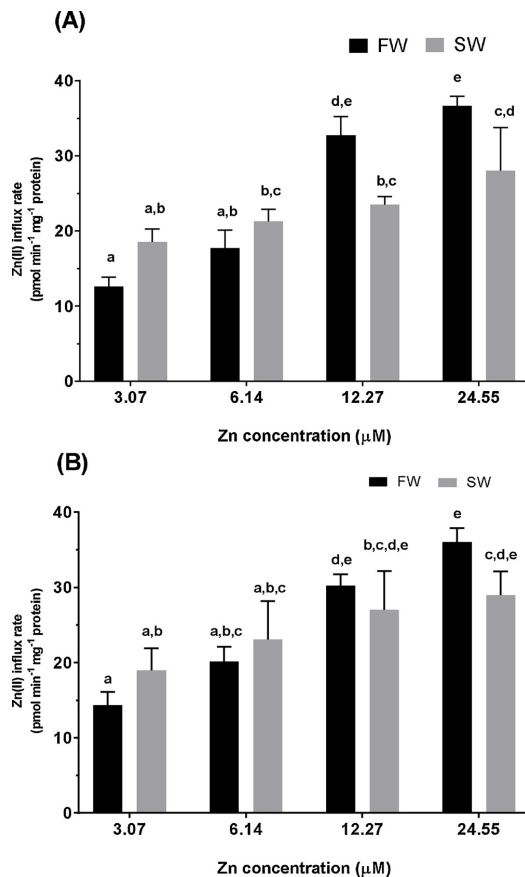 (A)
FW SW
Zn(II) influx rate
(pmol min⁻¹ mg⁻¹ protein)
40
30
20
10
0
a
a,b
a,b
b,c
d,e
b,c
e
c,d
3.07 6.14 12.27 24.55
Zn concentration (μM)
(B)
FW SW
Zn(II) influx rate
(pmol min⁻¹ mg⁻¹ protein)
40
30
20
10
0
a
a,b
a,b,c
a,b,c
d,e
b,c,d,e
e
c,d,e
3.07 6.14 12.27 24.55
Zn concentration (μM)